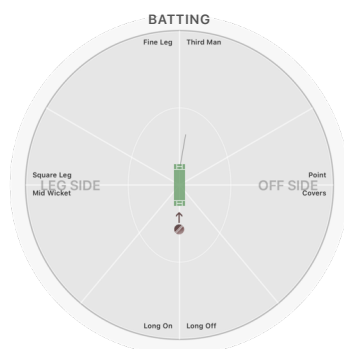 BATTING
Fine Leg
Third Man
Square Leg
Point
LEG SIDE
OFF SIDE
Mid Wicket
Covers
Long On
Long Off